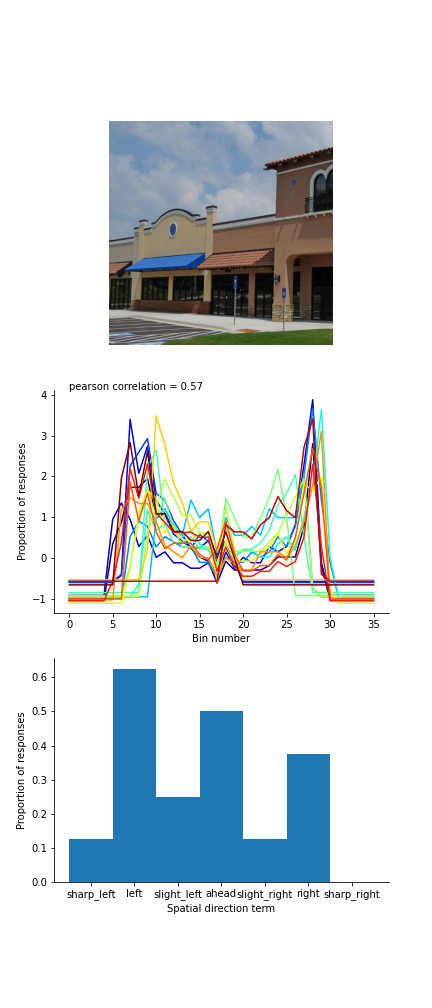 pearson correlation = 0.57
4
3
2
1
0
−1
Proportion of responses
0 5 10 15 20 25 30 35
Bin number
0.6
0.5
0.4
0.3
0.2
0.1
0.0
Proportion of responses
sharp_left left slight_left ahead slight_right right sharp_right
Spatial direction term